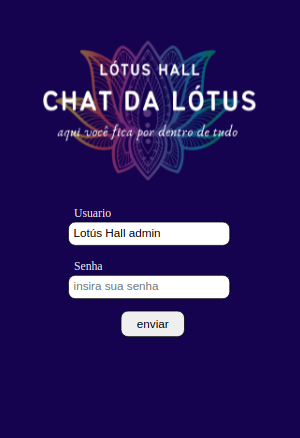 LÓTUS HALL
CHAT DA LÓTUS
aqui você fica por dentro de tudo
Usuario
Lotús Hall admin
Senha
insira sua senha
enviar